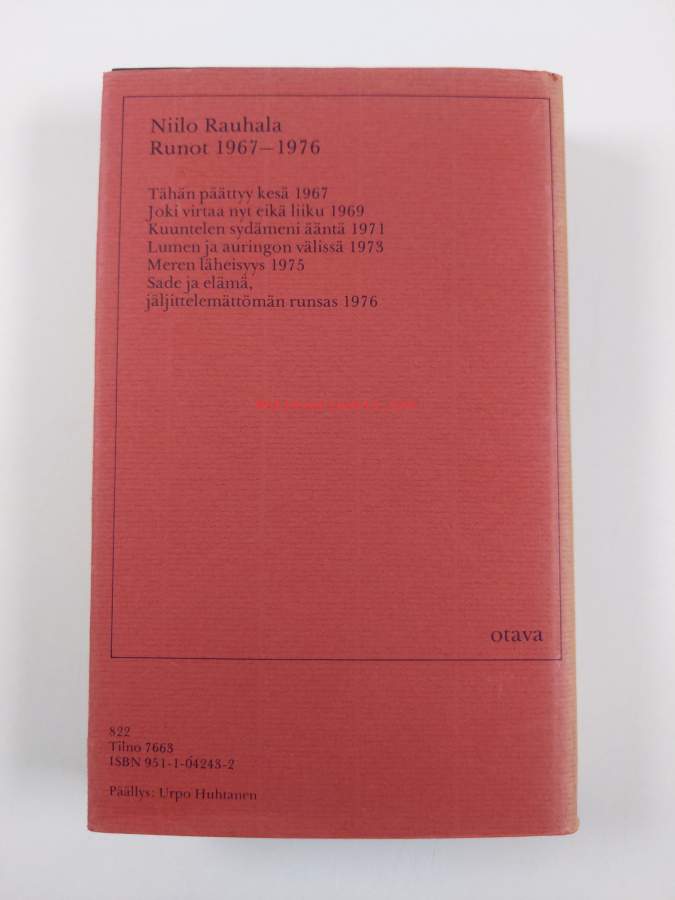 Niilo Rauhala
Runot 1967–1976
Tähän päättyy kesä 1967
Joki virtaa nyt eikä liiku 1969
Kuuntelen sydämeni ääntä 1971
Lumen ja auringon välissä 1973
Meren läheisyys 1975
Sade ja elämä,
jäljittelemättömän runsas 1976
otava
822
Tilno 7663
ISBN 951-1-04243-2
Päällys: Urpo Huhtanen